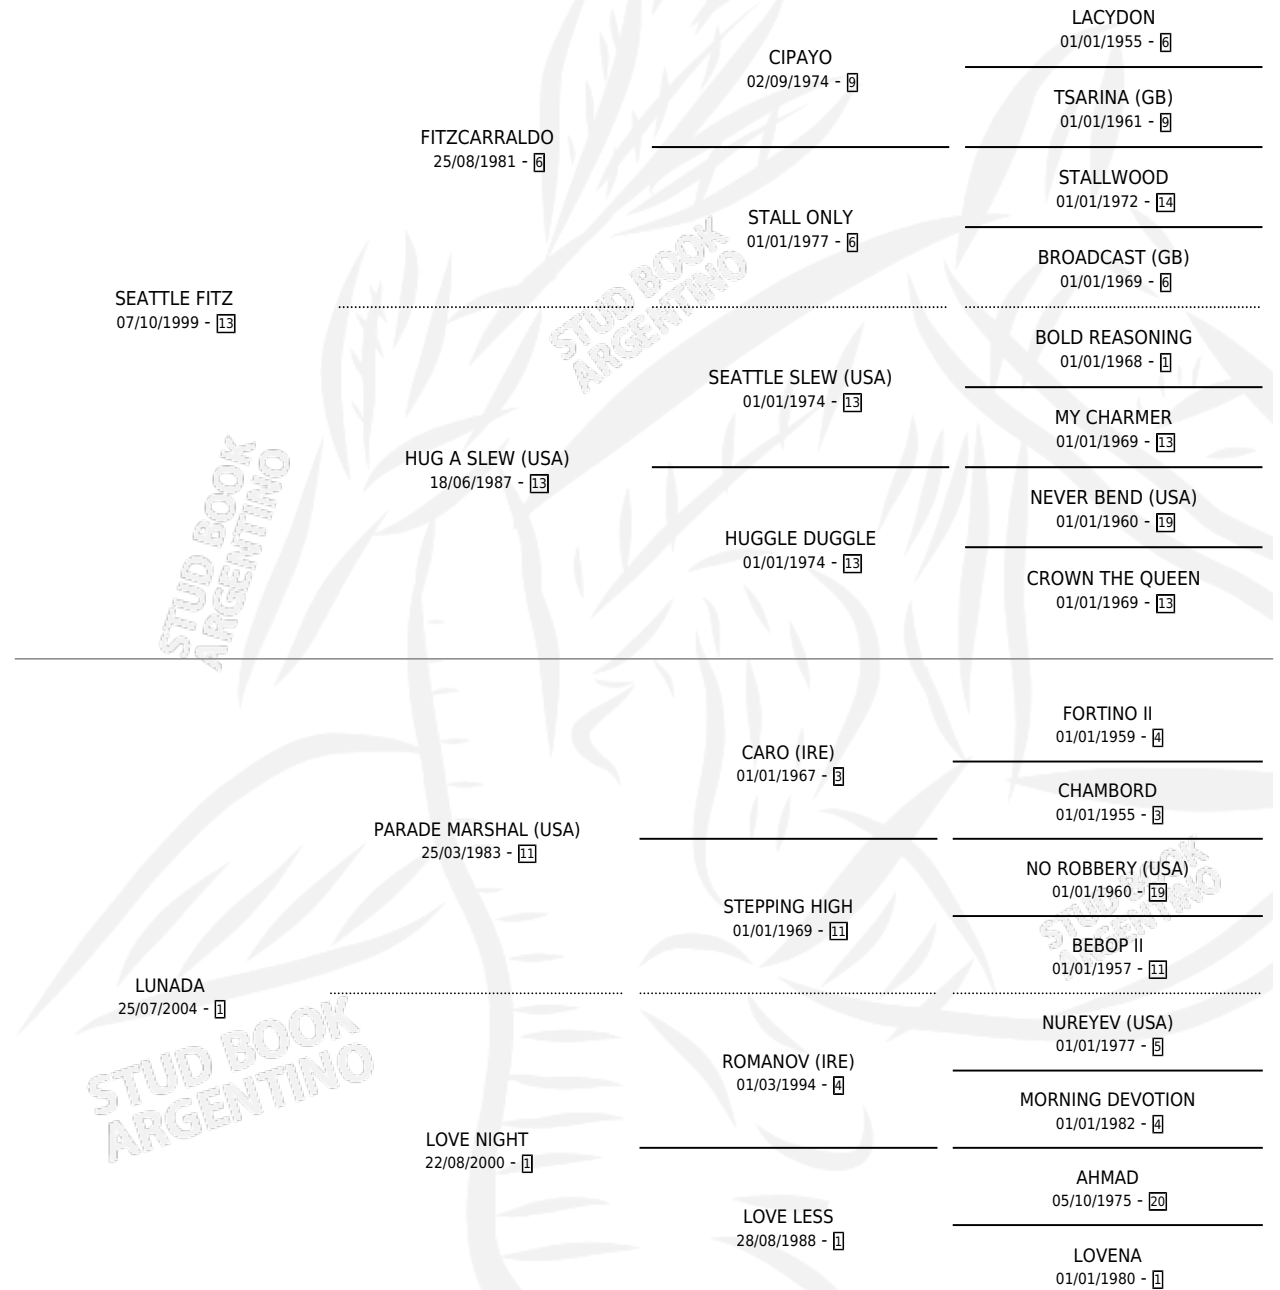 SEATTLE FITZ
07/10/1999 - 13
FITZCARRALDO
25/08/1981 - 6
CIPAYO
02/09/1974 - 9
LACYDON
01/01/1955 - 6
TSARINA (GB)
01/01/1961 - 9
STALL ONLY
01/01/1977 - 6
STALLWOOD
01/01/1972 - 14
BROADCAST (GB)
01/01/1969 - 6
HUG A SLEW (USA)
18/06/1987 - 13
SEATTLE SLEW (USA)
01/01/1974 - 13
BOLD REASONING
01/01/1968 - 1
MY CHARMER
01/01/1969 - 13
HUGGLE DUGGLE
01/01/1974 - 13
NEVER BEND (USA)
01/01/1960 - 19
CROWN THE QUEEN
01/01/1969 - 13
LUNADA
25/07/2004 - 1
PARADE MARSHAL (USA)
25/03/1983 - 11
CARO (IRE)
01/01/1967 - 3
FORTINO II
01/01/1959 - 4
CHAMBORD
01/01/1955 - 3
STEPPING HIGH
01/01/1969 - 11
NO ROBBERY (USA)
01/01/1960 - 19
BEBOP II
01/01/1957 - 11
LOVE NIGHT
22/08/2000 - 1
ROMANOV (IRE)
01/03/1994 - 4
NUREYEV (USA)
01/01/1977 - 5
MORNING DEVOTION
01/01/1982 - 4
LOVE LESS
28/08/1988 - 1
AHMAD
05/10/1975 - 20
LOVENA
01/01/1980 - 1
STUD BOOK
ARGENTINO
STUD BOOK
ARGENTINO
STUD BOOK
ARGENTINO
STUD BOOK
ARGENTINO